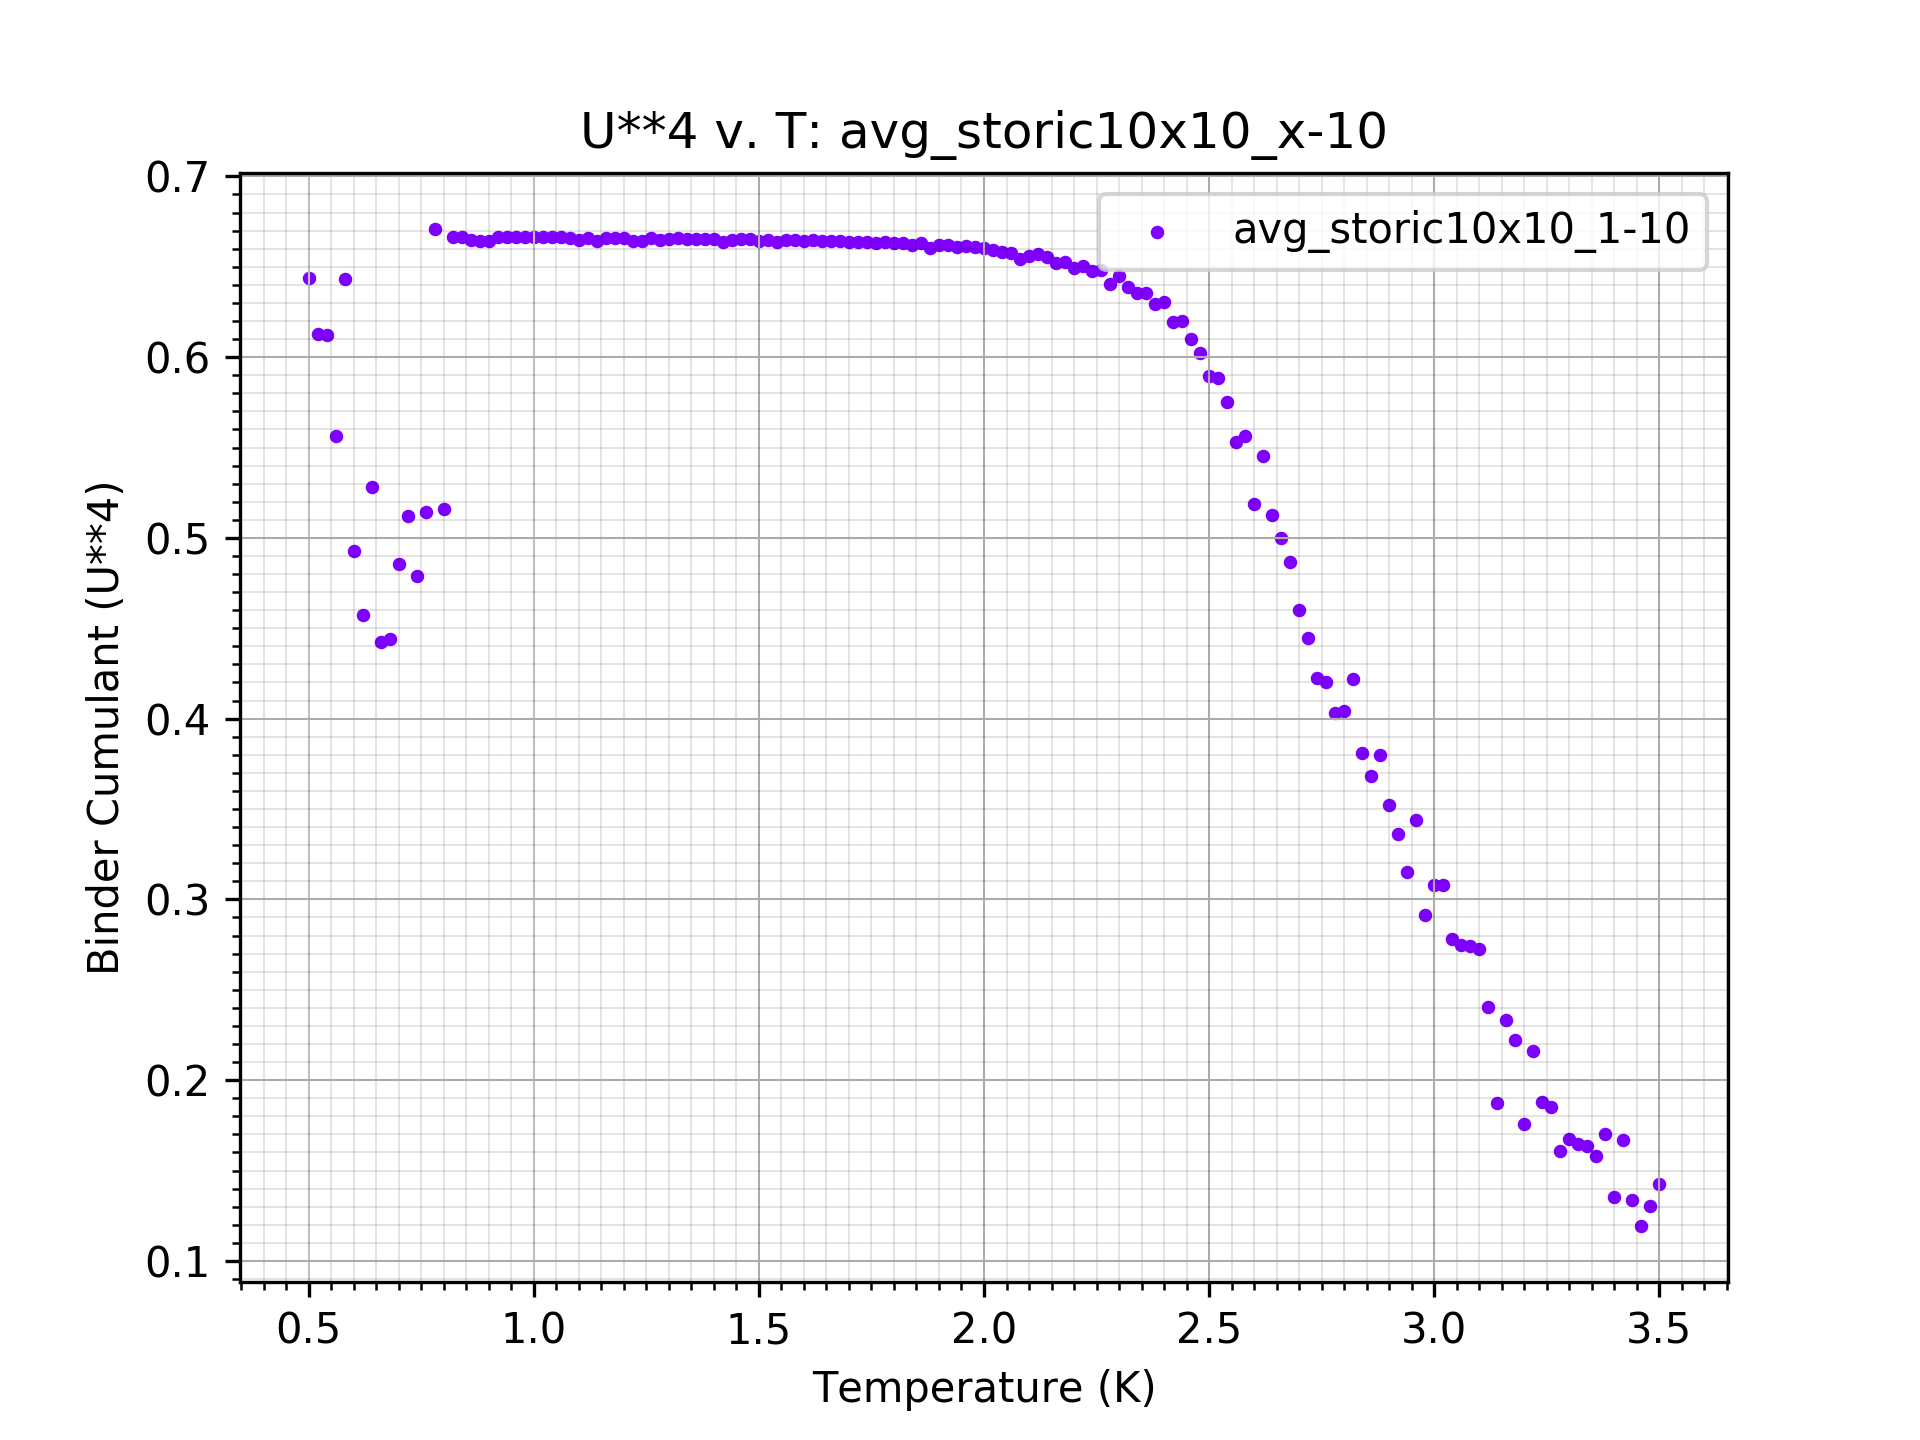 U**4 v. T: avg_storic10x10_x-10
avg_storic10x10_1-10
0.7
0.6
0.5
0.4
0.3
0.2
0.1
Binder Cumulant (U**4)
0.5 1.0 1.5 2.0 2.5 3.0 3.5
Temperature (K)